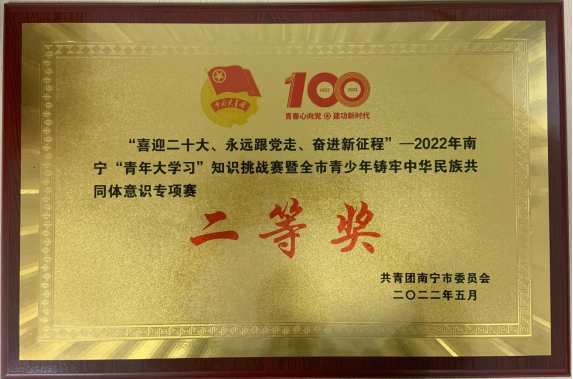 中国共青团
100
1922 2022
青春心向党 建功新时代
“喜迎二十大、永远跟党走、奋进新征程”—2022年南
宁“青年大学习”知识挑战赛暨全市青少年铸牢中华民族共
同体意识专项赛
二等奖
共青团南宁市委员会
二〇二二年五月